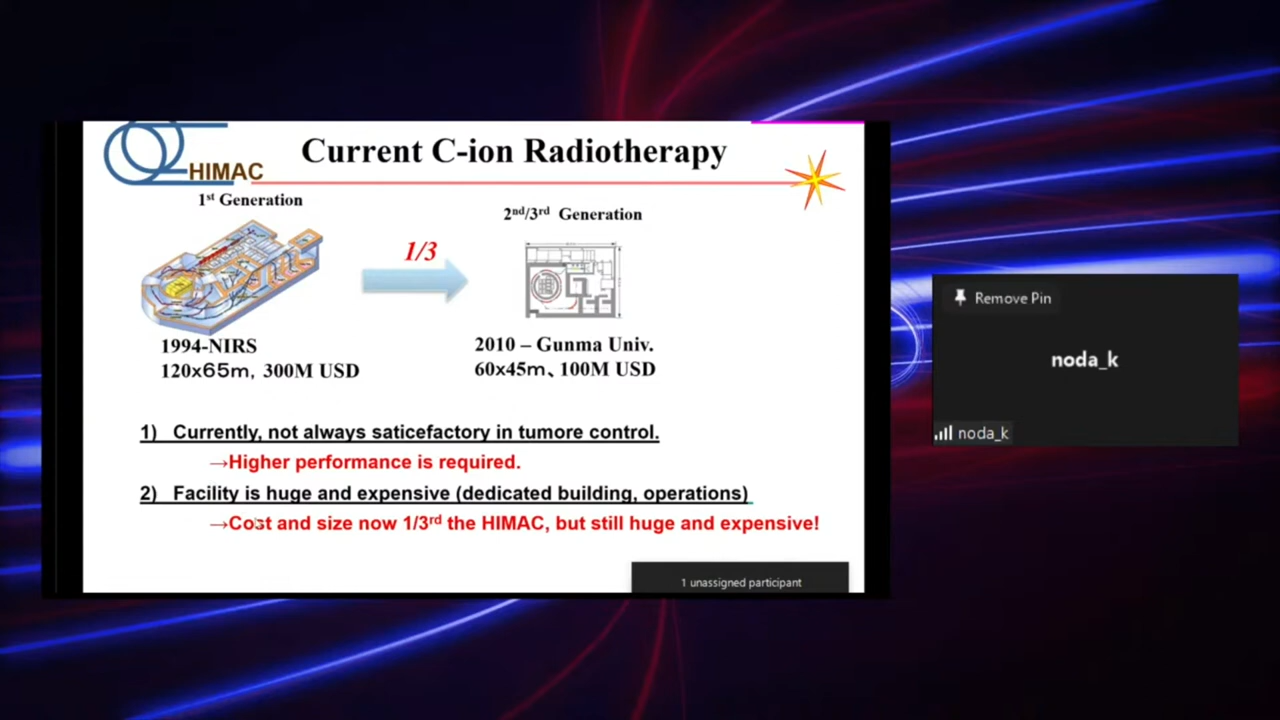 HIMAC
Current C-ion Radiotherapy
1st Generation
2nd/3rd Generation
1/3
1994-NIRS
120x65m, 300M USD
2010 – Gunma Univ.
60x45m、100M USD
1) Currently, not always saticefactory in tumore control.
→Higher performance is required.
2) Facility is huge and expensive (dedicated building, operations)
→Cost and size now 1/3rd the HIMAC, but still huge and expensive!
1 unassigned participant
Remove Pin
noda_k
noda_k